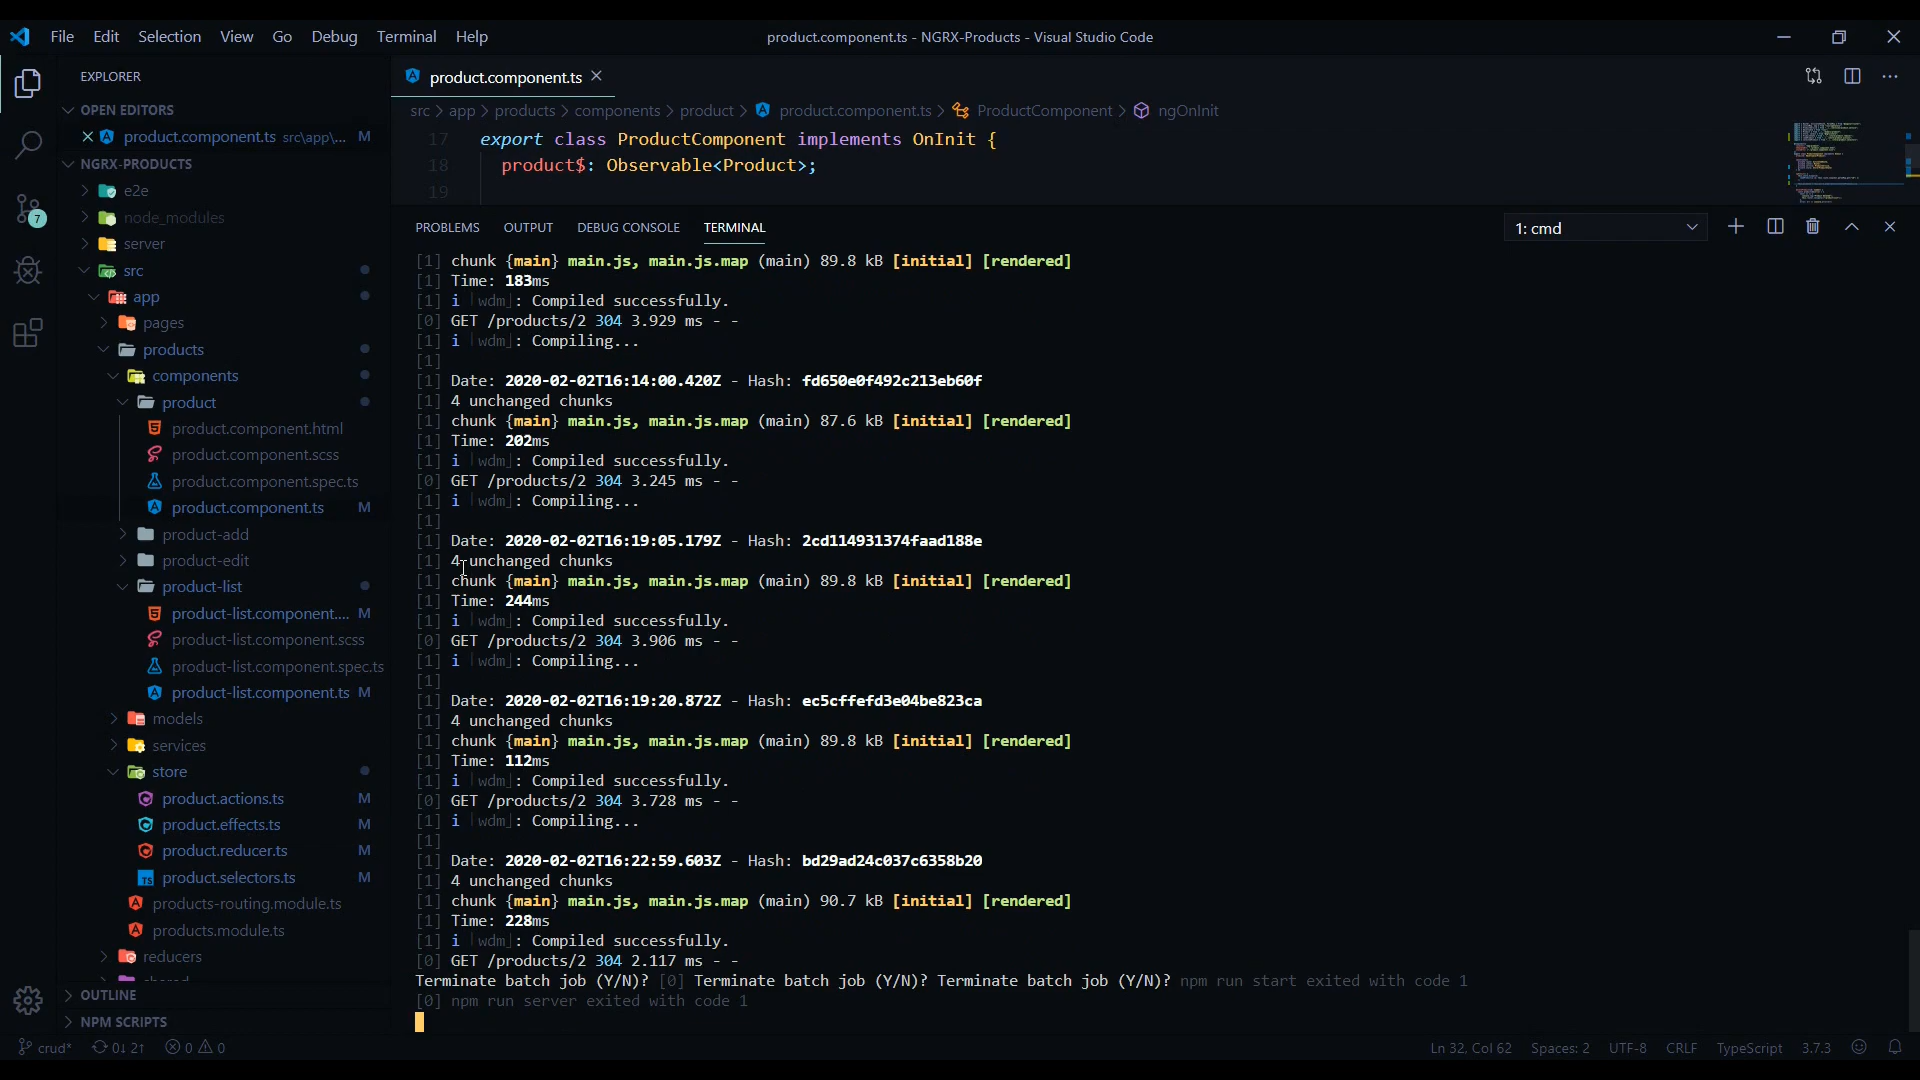 File Edit Selection View Go Debug Terminal Help
product.component.ts - NGRX-Products - Visual Studio Code
EXPLORER
OPEN EDITORS
product.component.ts src\app\... M
NGRX-PRODUCTS
e2e
node_modules
server
src
app
pages
products
components
product
product.component.html
product.component.scss
product.component.spec.ts
product.component.ts M
product-add
product-edit
product-list
product-list.component.... M
product-list.component.scss
product-list.component.spec.ts
product-list.component.ts M
models
services
store
product.actions.ts M
product.effects.ts M
product.reducer.ts M
TS product.selectors.ts M
products-routing.module.ts
products.module.ts
reducers
shared
OUTLINE
NPM SCRIPTS
7
product.component.ts
src > app > products > components > product > product.component.ts > ProductComponent > ngOnInit
17 export class ProductComponent implements OnInit {
18 product$: Observable<Product>;
19
PROBLEMS OUTPUT DEBUG CONSOLE TERMINAL
1: cmd
[1] chunk {main} main.js, main.js.map (main) 89.8 kB [initial] [rendered]
[1] Time: 183ms
[1] i ｢wdm｣: Compiled successfully.
[0] GET /products/2 304 3.929 ms - -
[1] i ｢wdm｣: Compiling...
[1]
[1] Date: 2020-02-02T16:14:00.420Z - Hash: fd650e0f492c213eb60f
[1] 4 unchanged chunks
[1] chunk {main} main.js, main.js.map (main) 87.6 kB [initial] [rendered]
[1] Time: 202ms
[1] i ｢wdm｣: Compiled successfully.
[0] GET /products/2 304 3.245 ms - -
[1] i ｢wdm｣: Compiling...
[1]
[1] Date: 2020-02-02T16:19:05.179Z - Hash: 2cd114931374faad188e
[1] 4 unchanged chunks
[1] chunk {main} main.js, main.js.map (main) 89.8 kB [initial] [rendered]
[1] Time: 244ms
[1] i ｢wdm｣: Compiled successfully.
[0] GET /products/2 304 3.906 ms - -
[1] i ｢wdm｣: Compiling...
[1]
[1] Date: 2020-02-02T16:19:20.872Z - Hash: ec5cffefd3e04be823ca
[1] 4 unchanged chunks
[1] chunk {main} main.js, main.js.map (main) 89.8 kB [initial] [rendered]
[1] Time: 112ms
[1] i ｢wdm｣: Compiled successfully.
[0] GET /products/2 304 3.728 ms - -
[1] i ｢wdm｣: Compiling...
[1]
[1] Date: 2020-02-02T16:22:59.603Z - Hash: bd29ad24c037c6358b20
[1] 4 unchanged chunks
[1] chunk {main} main.js, main.js.map (main) 90.7 kB [initial] [rendered]
[1] Time: 228ms
[1] i ｢wdm｣: Compiled successfully.
[0] GET /products/2 304 2.117 ms - -
Terminate batch job (Y/N)? [0] Terminate batch job (Y/N)? Terminate batch job (Y/N)? npm run start exited with code 1
[0] npm run server exited with code 1
crud* 0↓ 2↑ 0 0 Ln 32, Col 62 Spaces: 2 UTF-8 CRLF TypeScript 3.7.3